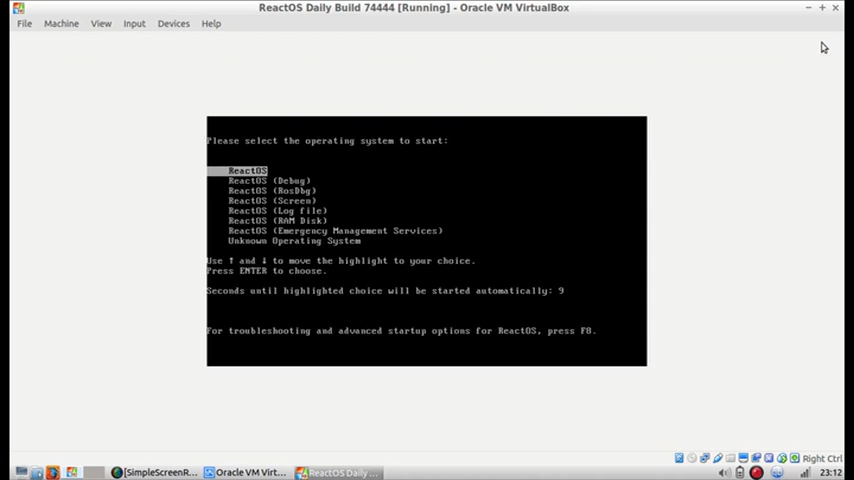 ReactOS Daily Build 74444 [Running] - Oracle VM VirtualBox
File Machine View Input Devices Help
Please select the operating system to start:
ReactOS
ReactOS (Debug)
ReactOS (RosDbg)
ReactOS (Screen)
ReactOS (Log file)
ReactOS (RAM Disk)
ReactOS (Emergency Management Services)
Unknown Operating System
Use ↑ and ↓ to move the highlight to your choice.
Press ENTER to choose.
Seconds until highlighted choice will be started automatically: 9
For troubleshooting and advanced startup options for ReactOS, press F8.
Right Ctrl
[SimpleScreenR... Oracle VM Virt... ReactOS Daily ... 23:12